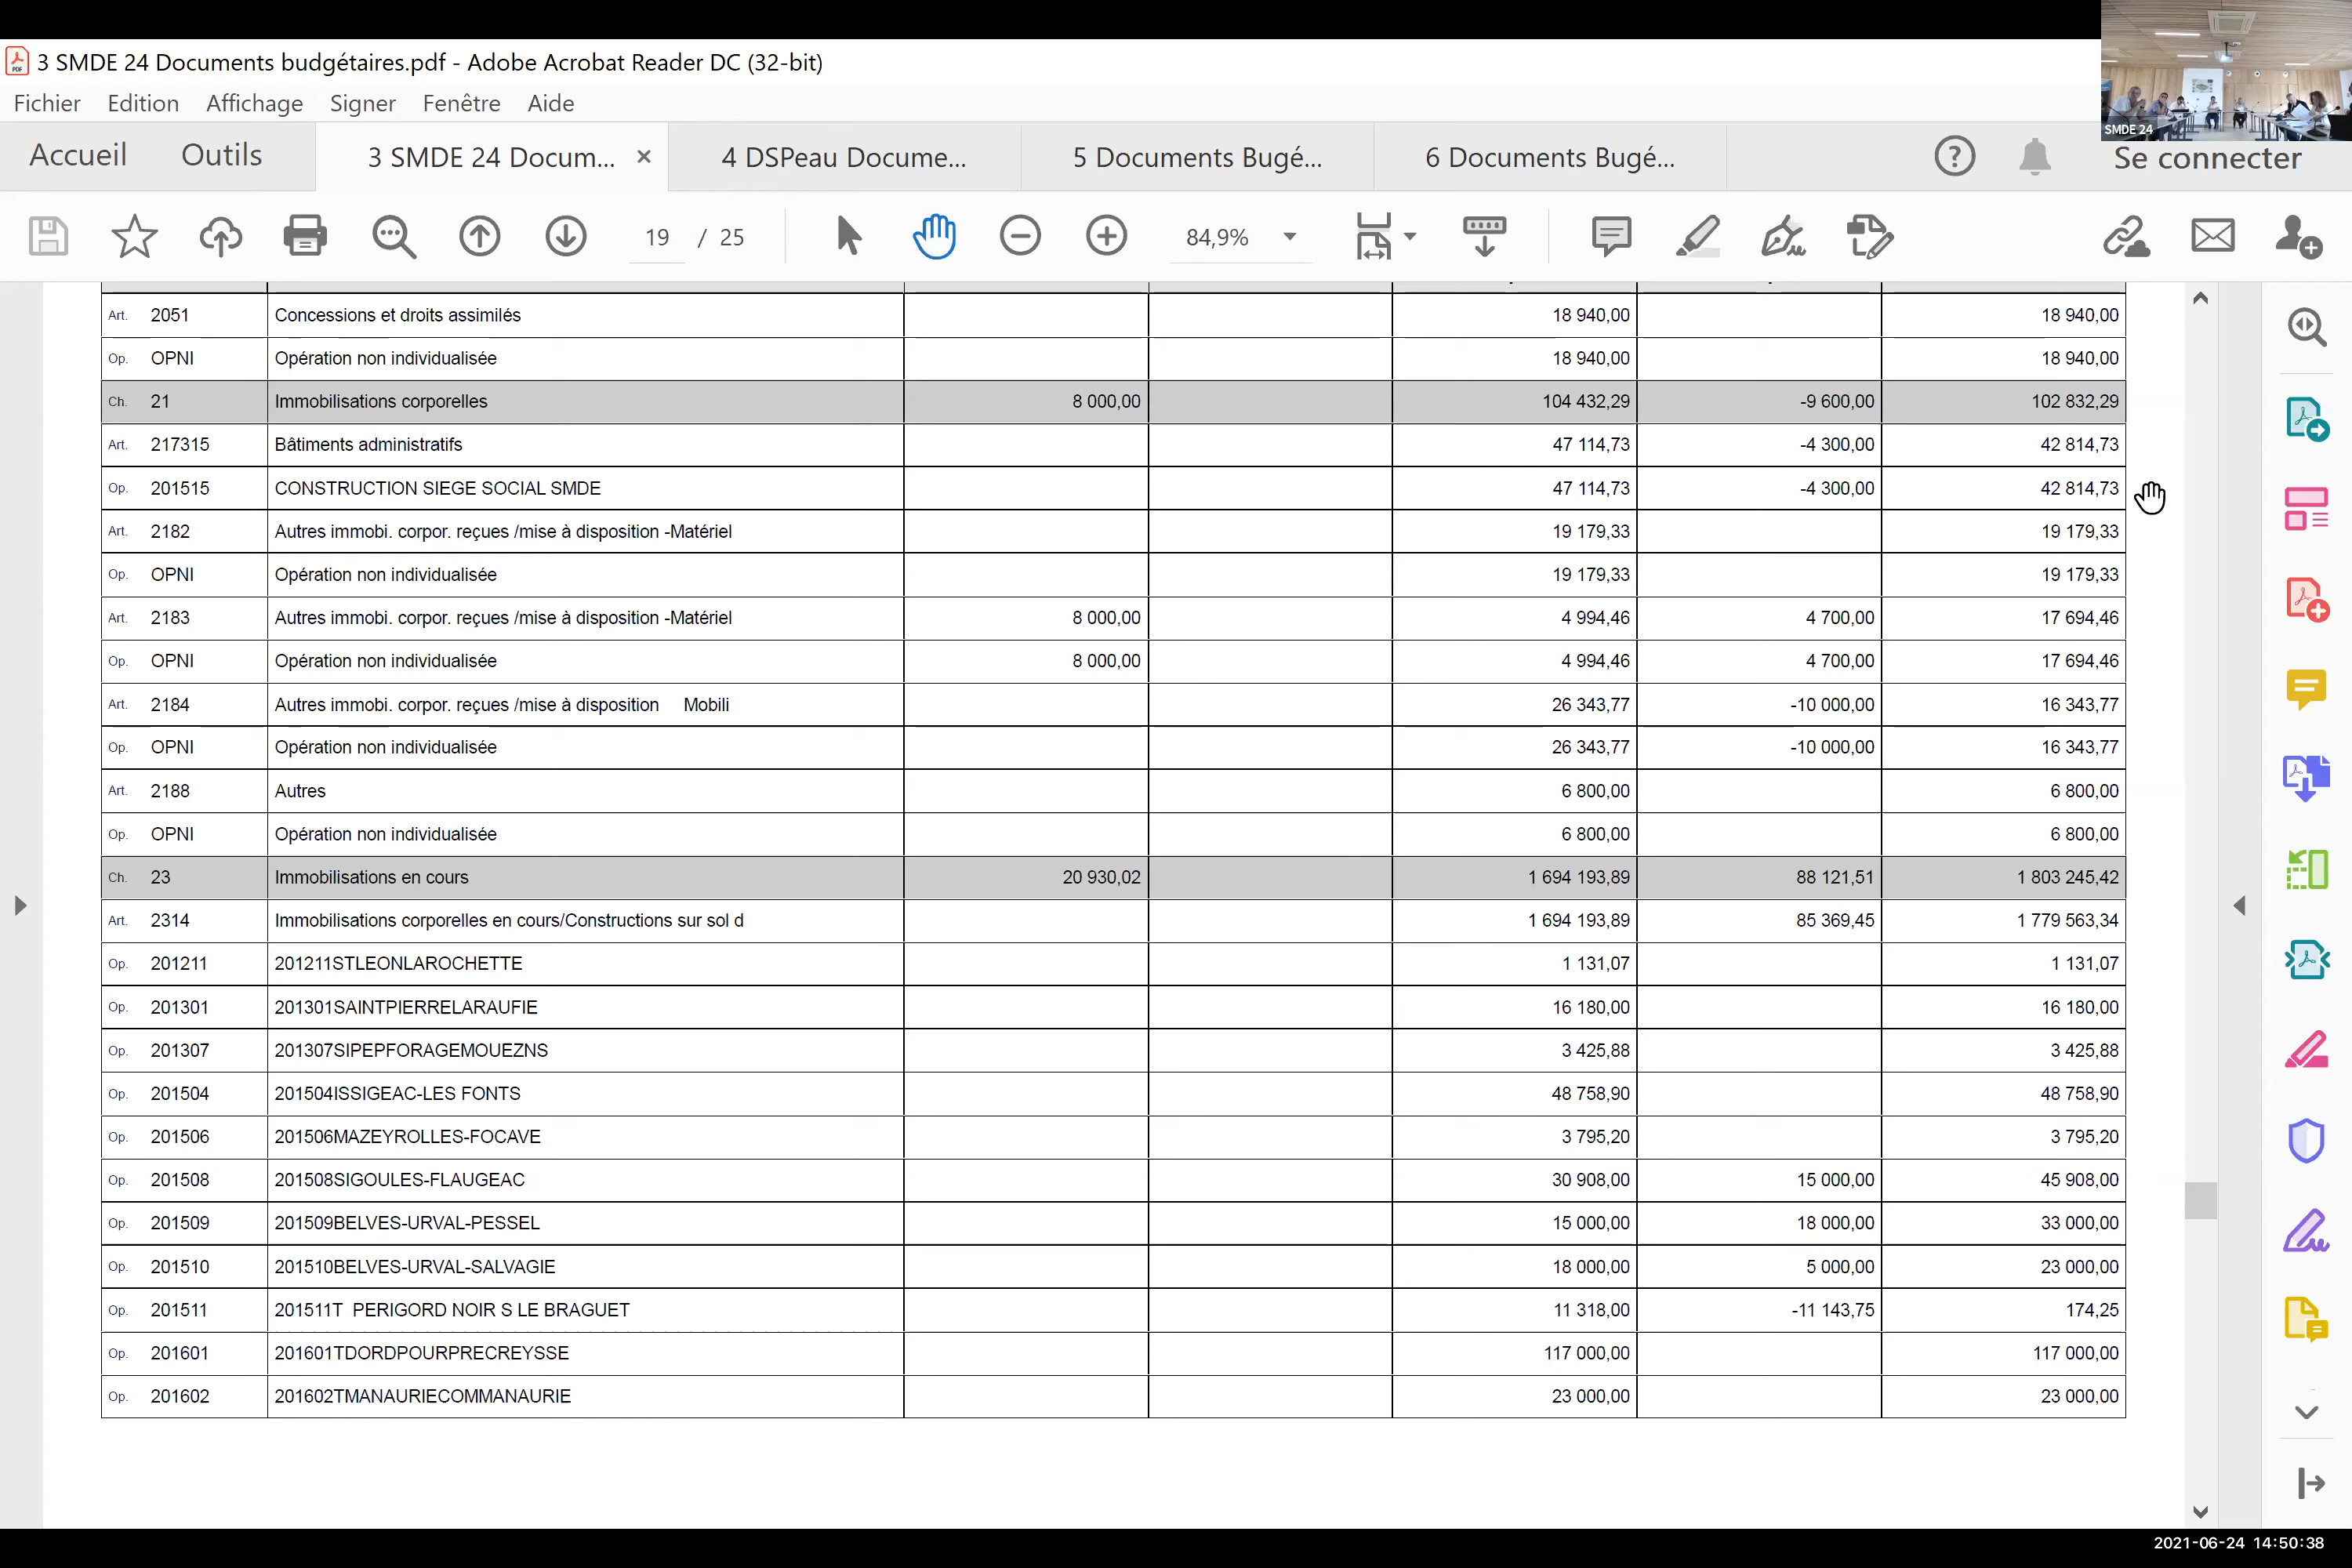 3 SMDE 24 Documents budgétaires.pdf - Adobe Acrobat Reader DC (32-bit)
SMDE 24
Fichier Edition Affichage Signer Fenêtre Aide
Accueil Outils 3 SMDE 24 Docum... × 4 DSPeau Docume... 5 Documents Bugé... 6 Documents Bugé... Se connecter
19 / 25 84,9%
Art. 2051 Concessions et droits assimilés 18 940,00 18 940,00
Op. OPNI Opération non individualisée 18 940,00 18 940,00
Ch. 21 Immobilisations corporelles 8 000,00 104 432,29 -9 600,00 102 832,29
Art. 217315 Bâtiments administratifs 47 114,73 -4 300,00 42 814,73
Op. 201515 CONSTRUCTION SIEGE SOCIAL SMDE 47 114,73 -4 300,00 42 814,73
Art. 2182 Autres immobi. corpor. reçues /mise à disposition -Matériel 19 179,33 19 179,33
Op. OPNI Opération non individualisée 19 179,33 19 179,33
Art. 2183 Autres immobi. corpor. reçues /mise à disposition -Matériel 8 000,00 4 994,46 4 700,00 17 694,46
Op. OPNI Opération non individualisée 8 000,00 4 994,46 4 700,00 17 694,46
Art. 2184 Autres immobi. corpor. reçues /mise à disposition Mobili 26 343,77 -10 000,00 16 343,77
Op. OPNI Opération non individualisée 26 343,77 -10 000,00 16 343,77
Art. 2188 Autres 6 800,00 6 800,00
Op. OPNI Opération non individualisée 6 800,00 6 800,00
Ch. 23 Immobilisations en cours 20 930,02 1 694 193,89 88 121,51 1 803 245,42
Art. 2314 Immobilisations corporelles en cours/Constructions sur sol d 1 694 193,89 85 369,45 1 779 563,34
Op. 201211 201211STLEONLAROCHETTE 1 131,07 1 131,07
Op. 201301 201301SAINTPIERRELARAUFIE 16 180,00 16 180,00
Op. 201307 201307SIPEPFORAGEMOUEZNS 3 425,88 3 425,88
Op. 201504 201504ISSIGEAC-LES FONTS 48 758,90 48 758,90
Op. 201506 201506MAZEYROLLES-FOCAVE 3 795,20 3 795,20
Op. 201508 201508SIGOULES-FLAUGEAC 30 908,00 15 000,00 45 908,00
Op. 201509 201509BELVES-URVAL-PESSEL 15 000,00 18 000,00 33 000,00
Op. 201510 201510BELVES-URVAL-SALVAGIE 18 000,00 5 000,00 23 000,00
Op. 201511 201511T PERIGORD NOIR S LE BRAGUET 11 318,00 -11 143,75 174,25
Op. 201601 201601TDORDPOURPRECREYSSE 117 000,00 117 000,00
Op. 201602 201602TMANAURIECOMMANAURIE 23 000,00 23 000,00
2021-06-24 14:50:38